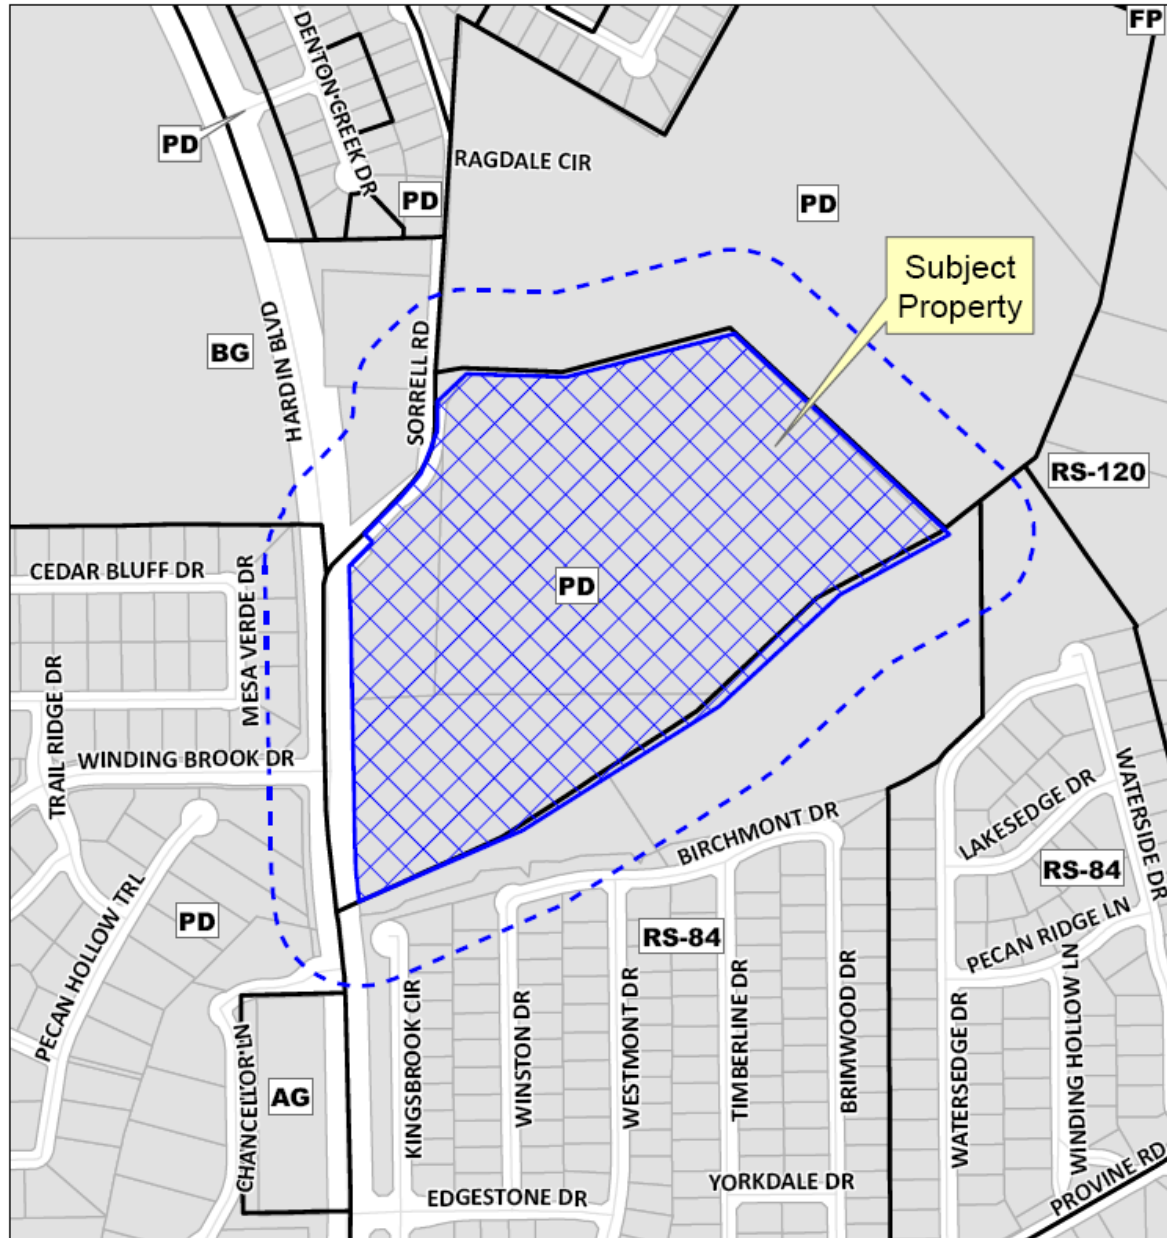 FP
DENTON CREEK DR
PD
RAGDALE CIR
PD
PD
Subject
Property
HARDIN BLVD
BG
SORRELL RD
RS-120
CEDAR BLUFF DR
MESA VERDE DR
PD
TRAIL RIDGE DR
WINDING BROOK DR
WATERSIDE DR
LAKESEDGE DR
BIRCHMONT DR
RS-84
PECAN HOLLOW TRL
PD
RS-84
PECAN RIDGE LN
KINGSBROOK CIR
WINSTON DR
WESTMONT DR
TIMBERLINE DR
BRIMWOOD DR
WATERSEDGE DR
WINDING HOLLOW LN
CHANCELLOR LN
AG
EDGESTONE DR
YORKDALE DR
PROVINE RD